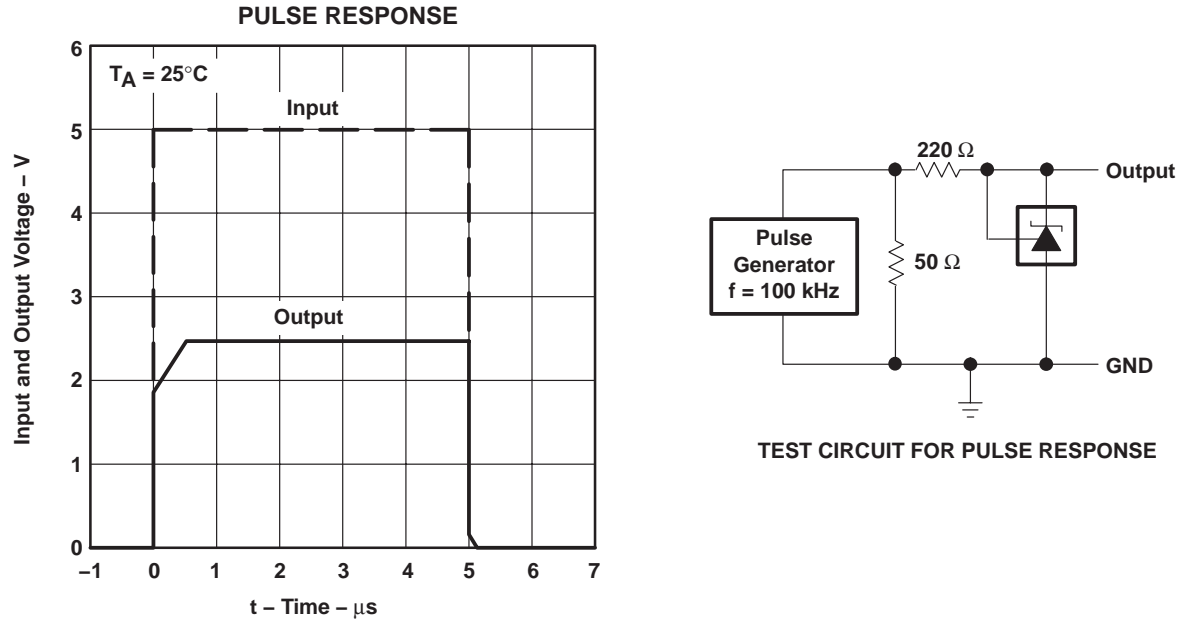 PULSE RESPONSE
Input and Output Voltage – V
6
5
4
3
2
1
0
TA = 25°C
Input
Output
–1 0 1 2 3 4 5 6 7
t – Time – μs
220 Ω
Output
Pulse
Generator
f = 100 kHz
50 Ω
GND
TEST CIRCUIT FOR PULSE RESPONSE